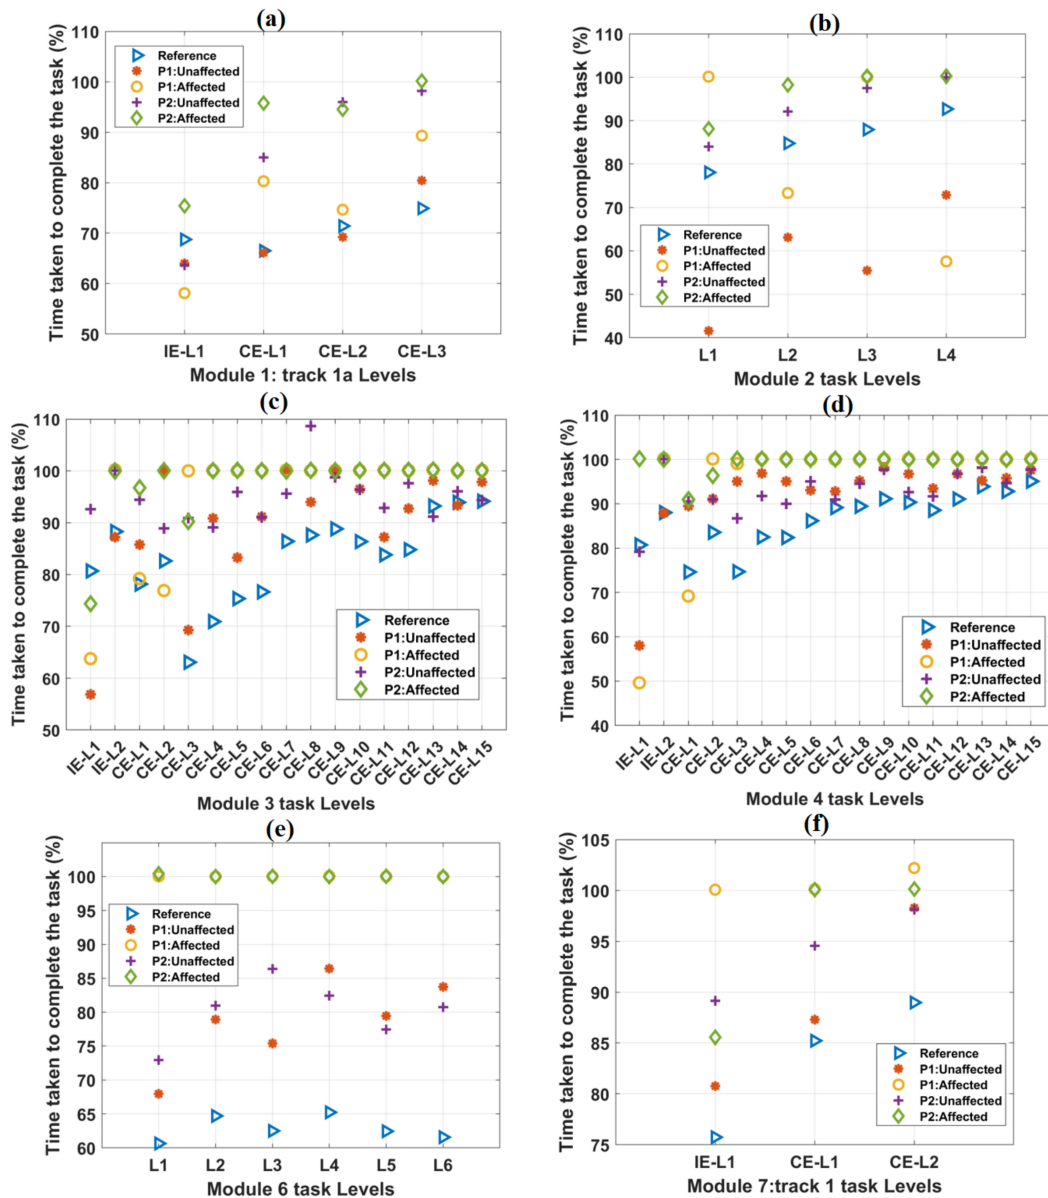 (a)
Time taken to complete the task (%)
110
100
90
80
70
60
50
Reference
P1:Unaffected
P1:Affected
P2:Unaffected
P2:Affected
IE-L1 CE-L1 CE-L2 CE-L3
Module 1: track 1a Levels
(b)
Time taken to complete the task (%)
110
100
90
80
70
60
50
40
Reference
P1:Unaffected
P1:Affected
P2:Unaffected
P2:Affected
L1 L2 L3 L4
Module 2 task Levels
(c)
Time taken to complete the task (%)
110
100
90
80
70
60
50
Reference
P1:Unaffected
P1:Affected
P2:Unaffected
P2:Affected
IE-L1 IE-L2 CE-L1 CE-L2 CE-L3 CE-L4 CE-L5 CE-L6 CE-L7 CE-L8 CE-L9 CE-L10 CE-L11 CE-L12 CE-L13 CE-L14 CE-L15
Module 3 task Levels
(d)
Time taken to complete the task (%)
110
100
90
80
70
60
50
40
Reference
P1:Unaffected
P1:Affected
P2:Unaffected
P2:Affected
IE-L1 IE-L2 CE-L1 CE-L2 CE-L3 CE-L4 CE-L5 CE-L6 CE-L7 CE-L8 CE-L9 CE-L10 CE-L11 CE-L12 CE-L13 CE-L14 CE-L15
Module 4 task Levels
(e)
Time taken to complete the task (%)
100
95
90
85
80
75
70
65
60
Reference
P1:Unaffected
P1:Affected
P2:Unaffected
P2:Affected
L1 L2 L3 L4 L5 L6
Module 6 task Levels
(f)
Time taken to complete the task (%)
105
100
95
90
85
80
75
Reference
P1:Unaffected
P1:Affected
P2:Unaffected
P2:Affected
IE-L1 CE-L1 CE-L2
Module 7:track 1 task Levels